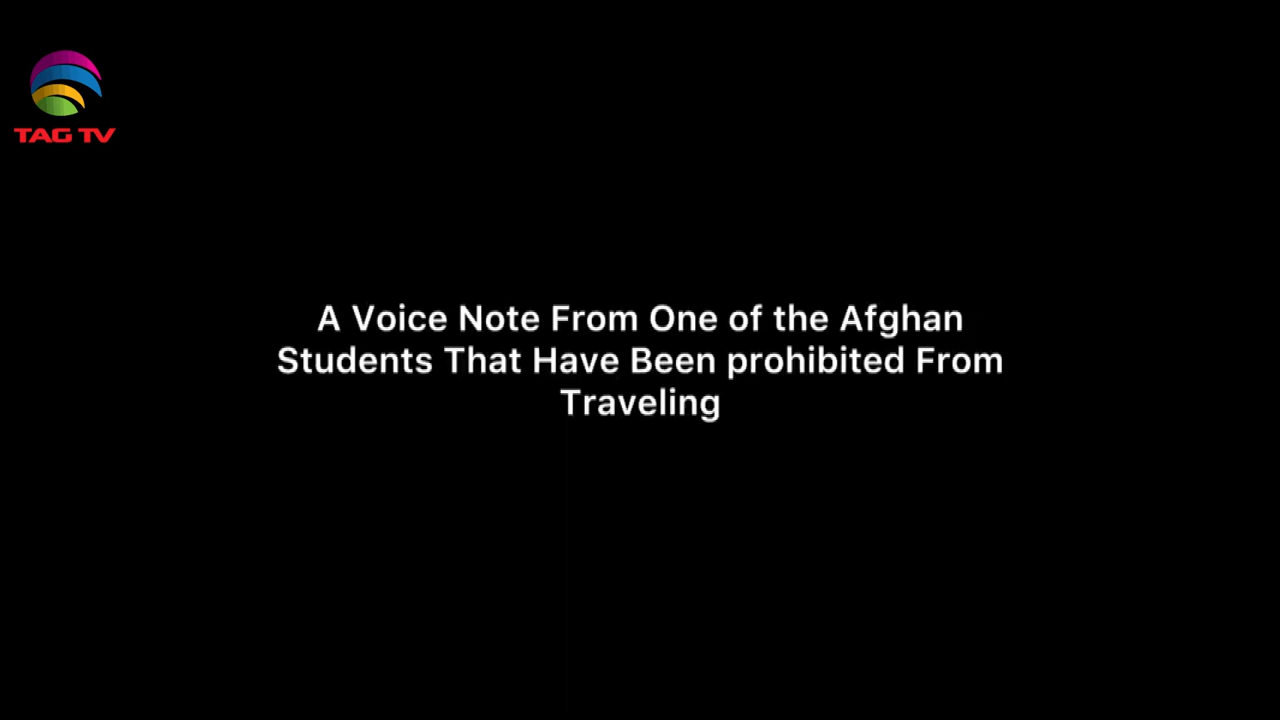 TAG TV
A Voice Note From One of the Afghan
Students That Have Been prohibited From
Traveling